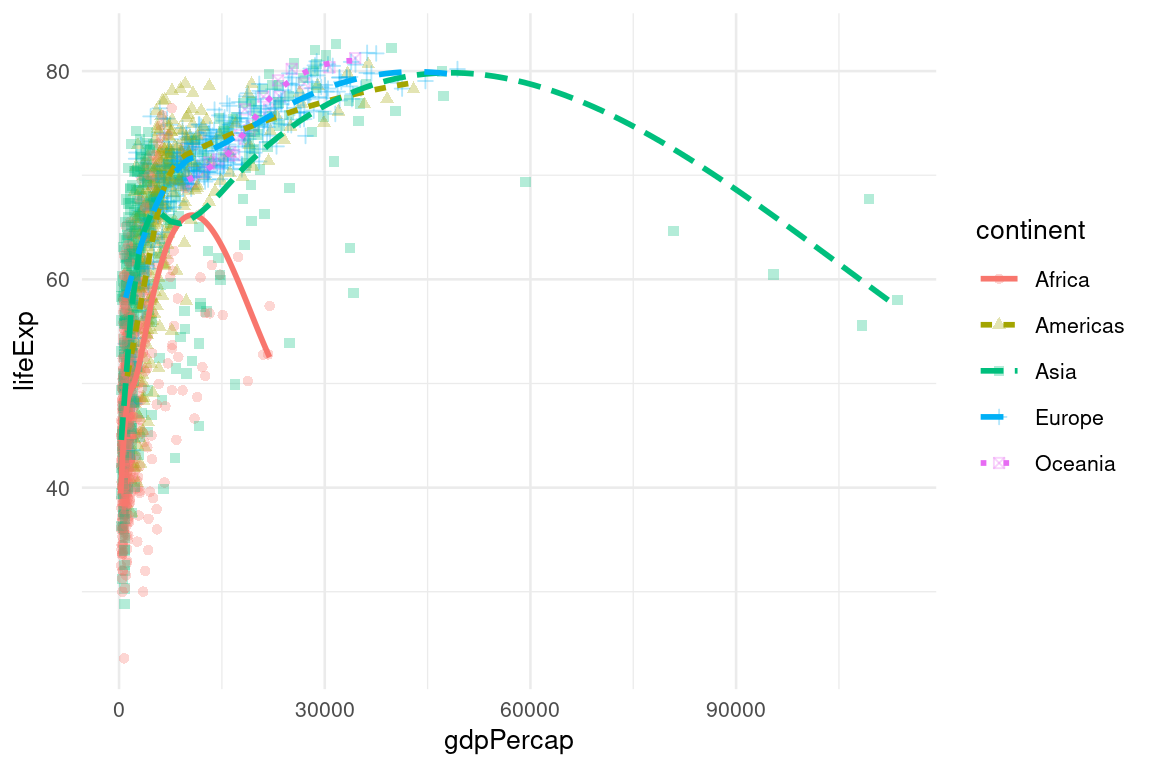 80
60
40
lifeExp
0 30000 60000 90000
gdpPercap
continent
Africa
Americas
Asia
Europe
Oceania